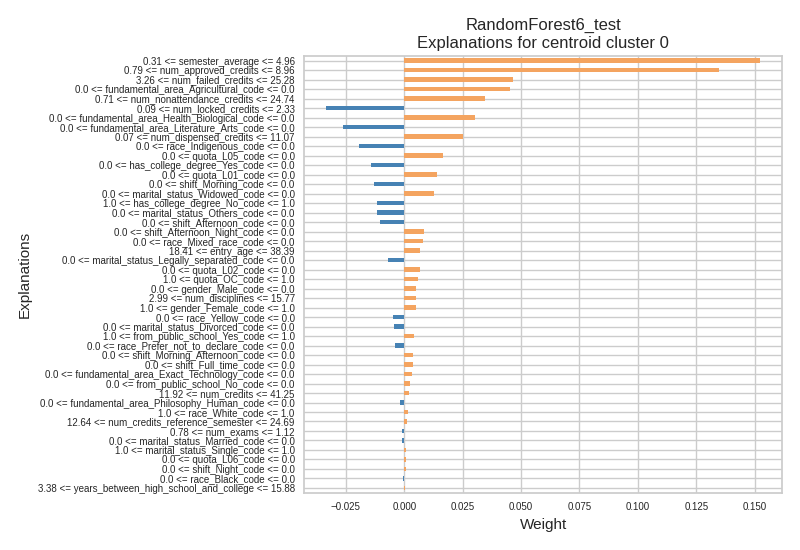 RandomForest6_test
Explanations for centroid cluster 0
0.31 <= semester_average <= 4.96
0.79 <= num_approved_credits <= 8.96
3.26 <= num_failed_credits <= 25.28
0.0 <= fundamental_area_Agricultural_code <= 0.0
0.71 <= num_nonattendance_credits <= 24.74
0.09 <= num_locked_credits <= 2.33
0.0 <= fundamental_area_Health_Biological_code <= 0.0
0.0 <= fundamental_area_Literature_Arts_code <= 0.0
0.07 <= num_dispensed_credits <= 11.07
0.0 <= race_Indigenous_code <= 0.0
0.0 <= quota_L05_code <= 0.0
0.0 <= has_college_degree_Yes_code <= 0.0
0.0 <= quota_L01_code <= 0.0
0.0 <= shift_Morning_code <= 0.0
0.0 <= marital_status_Widowed_code <= 0.0
1.0 <= has_college_degree_No_code <= 1.0
0.0 <= marital_status_Others_code <= 0.0
0.0 <= shift_Afternoon_code <= 0.0
0.0 <= shift_Afternoon_Night_code <= 0.0
0.0 <= race_Mixed_race_code <= 0.0
18.41 <= entry_age <= 38.39
0.0 <= marital_status_Legally_separated_code <= 0.0
0.0 <= quota_L02_code <= 0.0
1.0 <= quota_OC_code <= 1.0
0.0 <= gender_Male_code <= 0.0
2.99 <= num_disciplines <= 15.77
1.0 <= gender_Female_code <= 1.0
0.0 <= race_Yellow_code <= 0.0
0.0 <= marital_status_Divorced_code <= 0.0
1.0 <= from_public_school_Yes_code <= 1.0
0.0 <= race_Prefer_not_to_declare_code <= 0.0
0.0 <= shift_Morning_Afternoon_code <= 0.0
0.0 <= shift_Full_time_code <= 0.0
0.0 <= fundamental_area_Exact_Technology_code <= 0.0
0.0 <= from_public_school_No_code <= 0.0
11.92 <= num_credits <= 41.25
0.0 <= fundamental_area_Philosophy_Human_code <= 0.0
1.0 <= race_White_code <= 1.0
12.64 <= num_credits_reference_semester <= 24.69
0.78 <= num_exams <= 1.12
0.0 <= marital_status_Married_code <= 0.0
1.0 <= marital_status_Single_code <= 1.0
0.0 <= quota_L06_code <= 0.0
0.0 <= shift_Night_code <= 0.0
0.0 <= race_Black_code <= 0.0
3.38 <= years_between_high_school_and_college <= 15.88
Explanations
−0.025 0.000 0.025 0.050 0.075 0.100 0.125 0.150
Weight